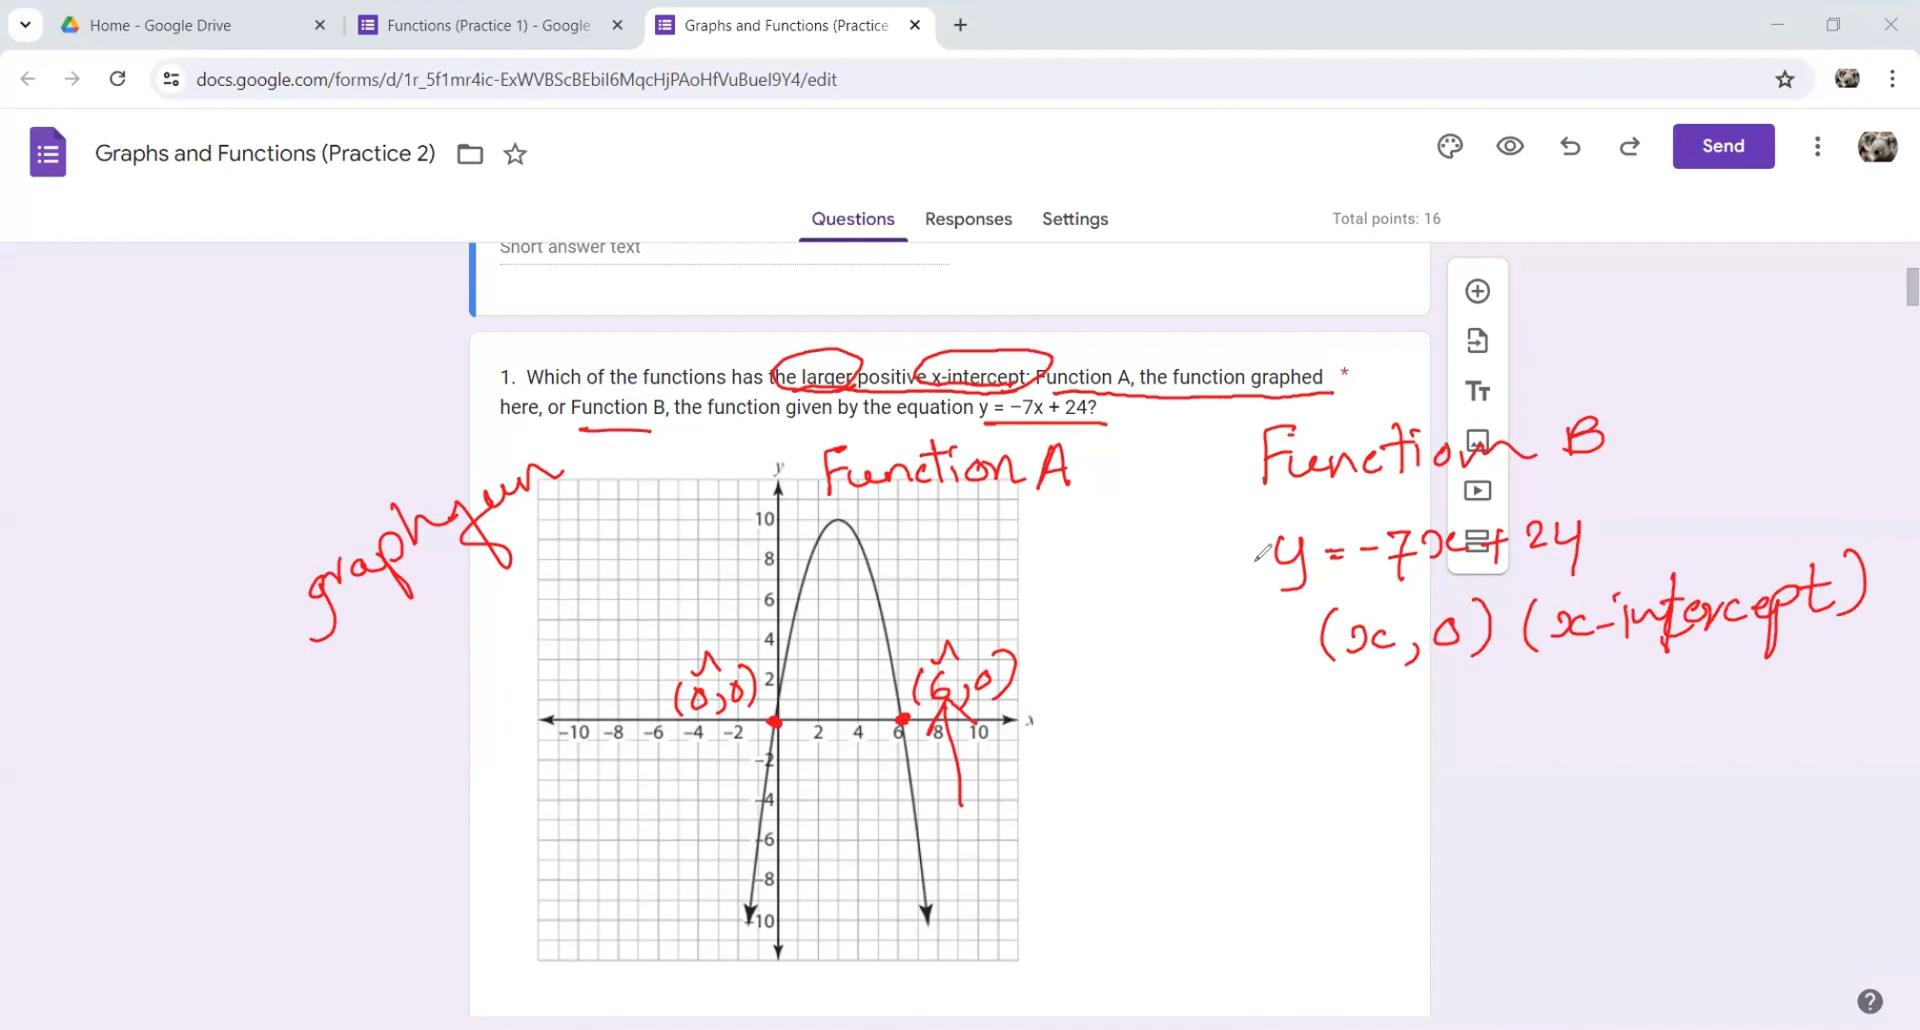 Home - Google Drive
Functions (Practice 1) - Google
Graphs and Functions (Practice
docs.google.com/forms/d/1r_5f1mr4ic-ExWVBScBEbiI6MqcHjPAoHfVuBueI9Y4/edit
Graphs and Functions (Practice 2)
Send
Questions
Responses
Settings
Total points: 16
Short answer text
1. Which of the functions has the larger positive x-intercept: Function A, the function graphed *
here, or Function B, the function given by the equation y = −7x + 24?
Function A
Function B
y = -7x + 24
(x, 0) (x-intercept)
y
10
8
6
4
2
(0,0)
(6,0)
−10 −8 −6 −4 −2 2 4 6 8 10
−2
−4
−6
−8
−10